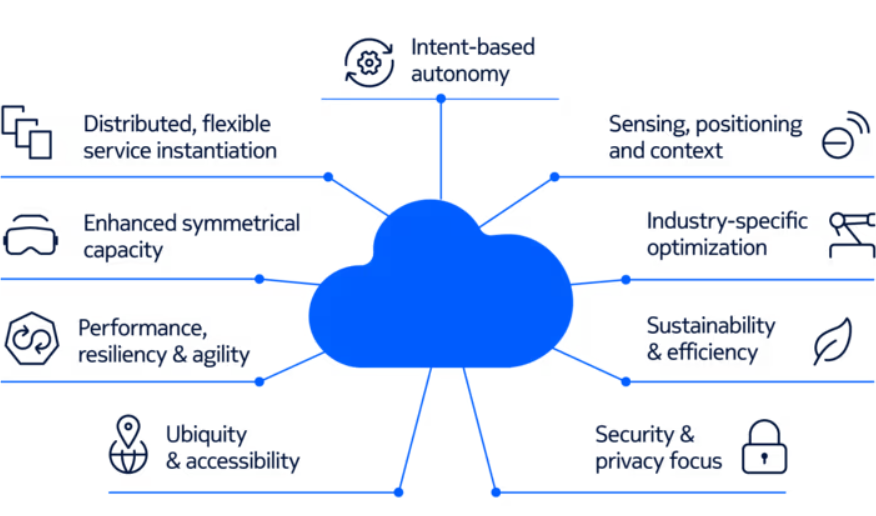 Intent-based
autonomy
Distributed, flexible
service instantiation
Sensing, positioning
and context
Enhanced symmetrical
capacity
Industry-specific
optimization
Performance,
resiliency & agility
Sustainability
& efficiency
Ubiquity
& accessibility
Security &
privacy focus